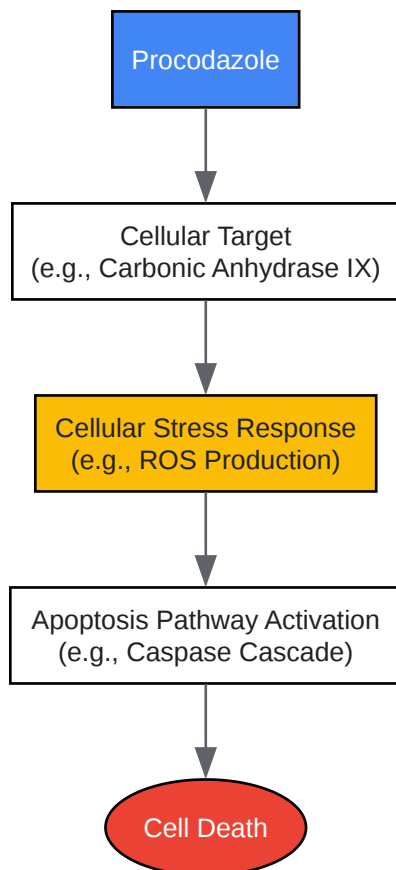 Procodazole
Cellular Target
(e.g., Carbonic Anhydrase IX)
Cellular Stress Response
(e.g., ROS Production)
Apoptosis Pathway Activation
(e.g., Caspase Cascade)
Cell Death